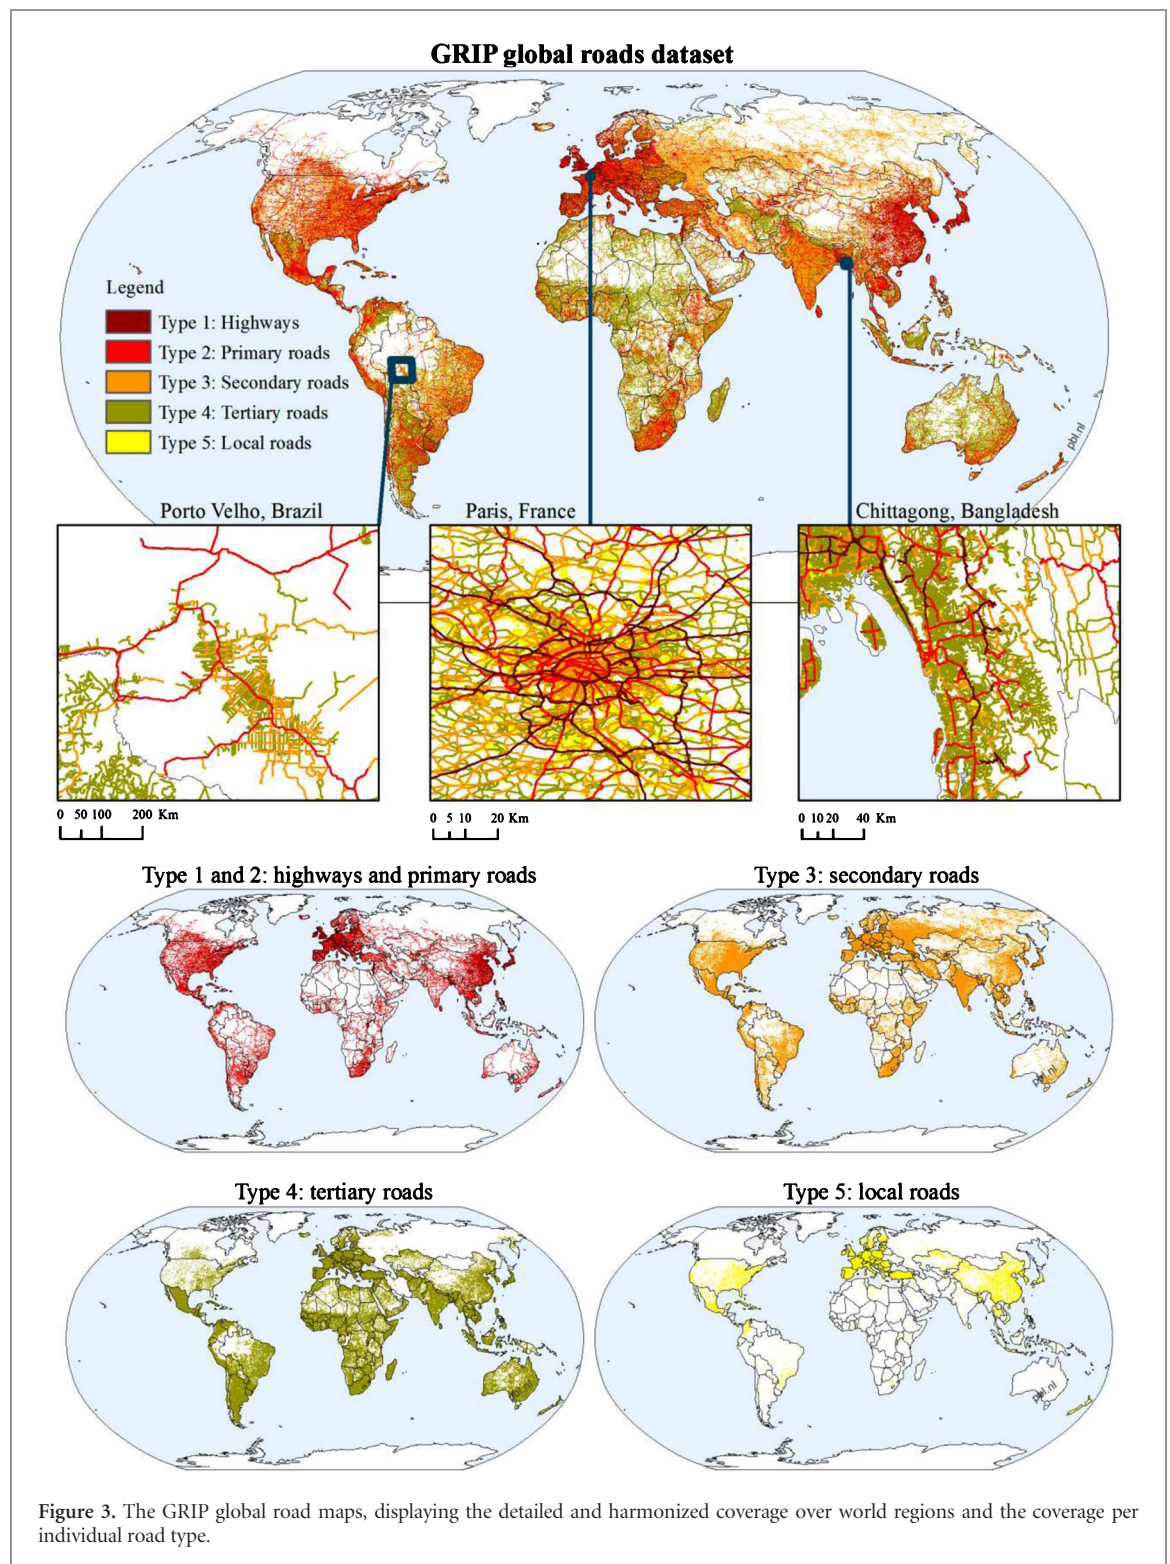 GRIP global roads dataset
Legend
Type 1: Highways
Type 2: Primary roads
Type 3: Secondary roads
Type 4: Tertiary roads
Type 5: Local roads
pbl.nl
Porto Velho, Brazil
Paris, France
Chittagong, Bangladesh
0 50 100 200 Km
0 5 10 20 Km
0 10 20 40 Km
Type 1 and 2: highways and primary roads
Type 3: secondary roads
pbl.nl
pbl.nl
Type 4: tertiary roads
Type 5: local roads
pbl.nl
pbl.nl
Figure 3. The GRIP global road maps, displaying the detailed and harmonized coverage over world regions and the coverage per
individual road type.